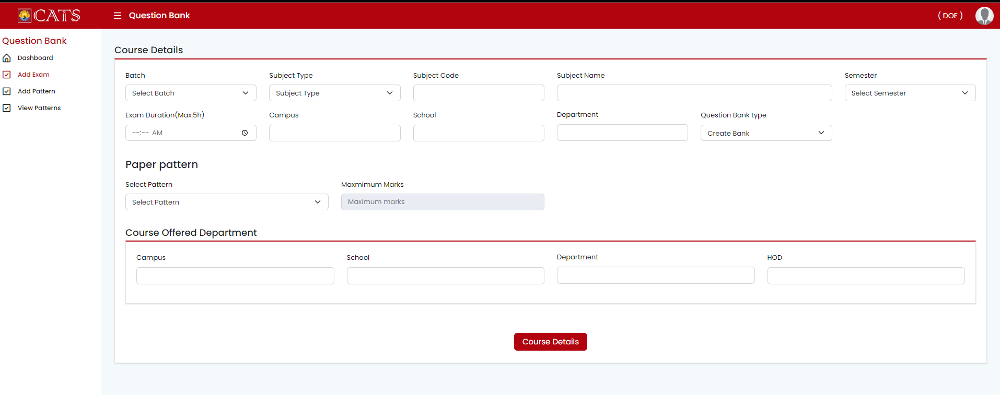 CATS
Question Bank
( DOE )
Question Bank
Dashboard
Add Exam
Add Pattern
View Patterns
Course Details
Batch Subject Type Subject Code Subject Name Semester
Select Batch Subject Type Select Semester
Exam Duration(Max.5h) Campus School Department Question Bank type
--:-- AM Create Bank
Paper pattern
Select Pattern Maxmimum Marks
Select Pattern Maximum marks
Course Offered Department
Campus School Department HOD
Course Details